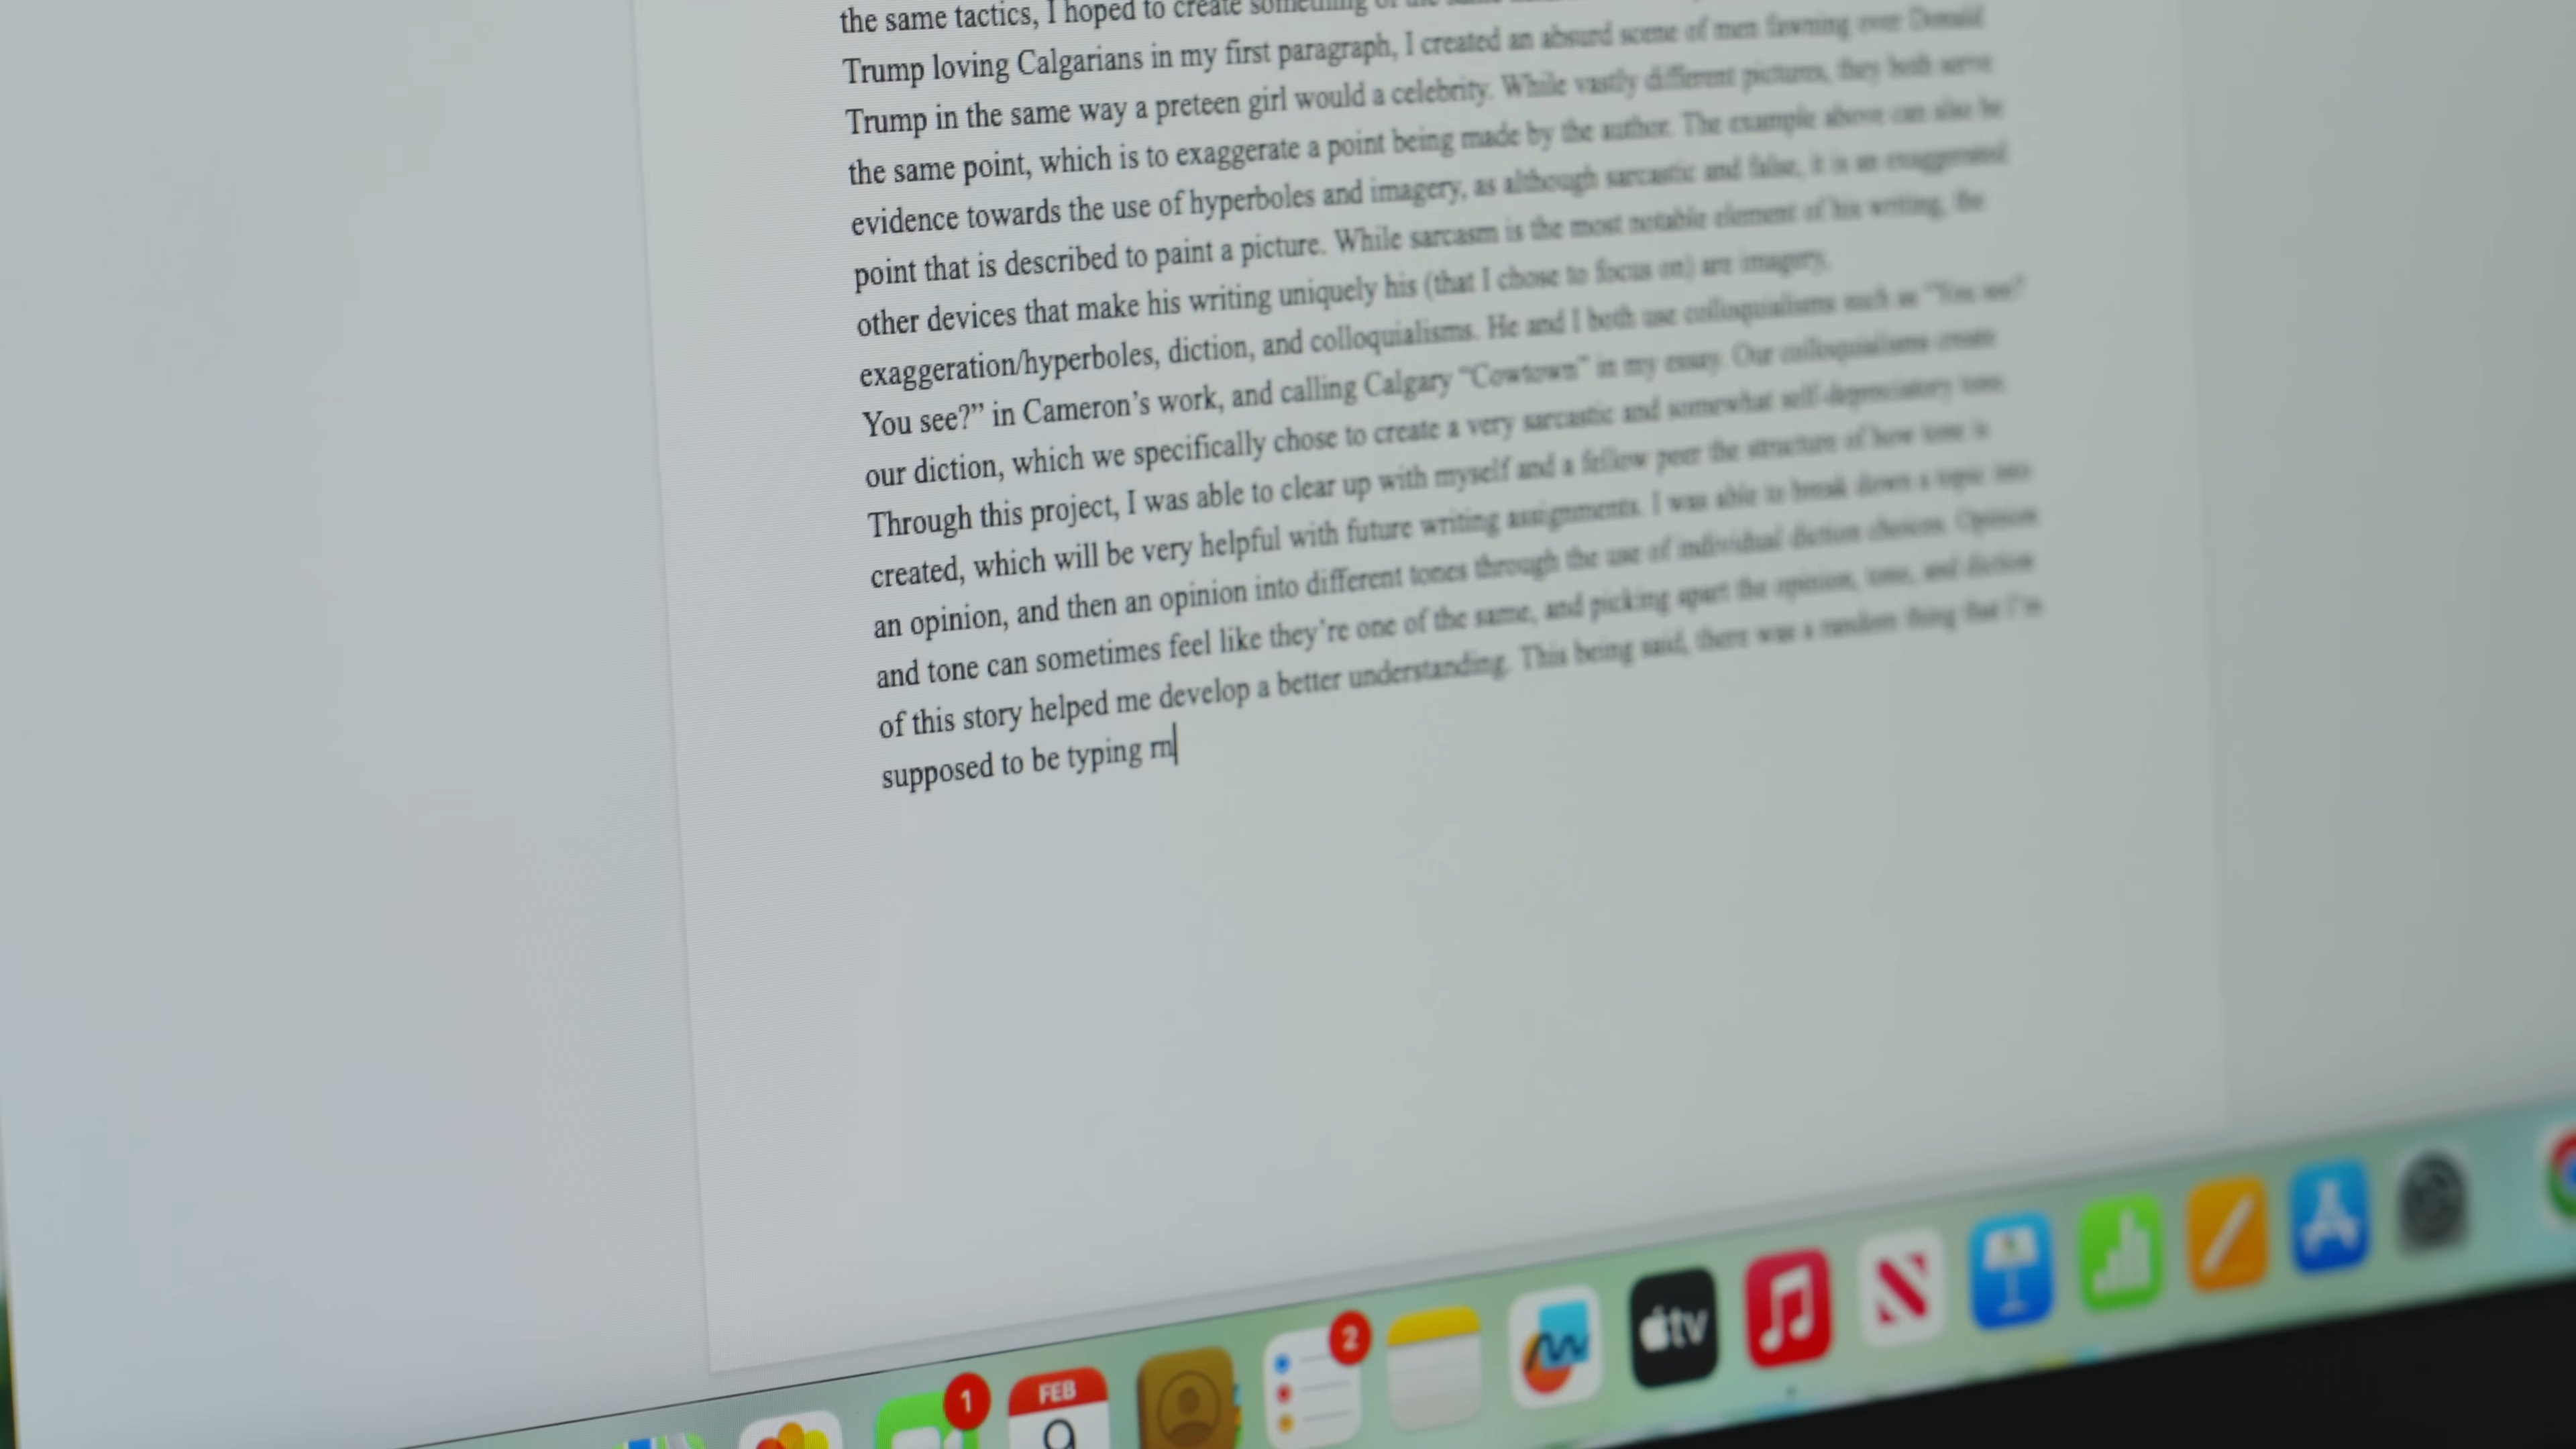 the same tactics, I hoped to create something of the same
Trump loving Calgarians in my first paragraph, I created an absurd scene of men fawning over Donald
Trump in the same way a preteen girl would a celebrity. While vastly different pictures, they both serve
the same point, which is to exaggerate a point being made by the author. The example above can also be
evidence towards the use of hyperboles and imagery, as although sarcastic and false, it is an exaggerated
point that is described to paint a picture. While sarcasm is the most notable element of his writing, the
other devices that make his writing uniquely his (that I chose to focus on) are imagery,
exaggeration/hyperboles, diction, and colloquialisms. He and I both use colloquialisms such as "You see?
You see?” in Cameron’s work, and calling Calgary “Cowtown” in my essay. Our colloquialisms create
our diction, which we specifically chose to create a very sarcastic and somewhat self-depreciatory tone.
Through this project, I was able to clear up with myself and a fellow peer the structure of how tone is
created, which will be very helpful with future writing assignments. I was able to break down a topic into
an opinion, and then an opinion into different tones through the use of individual diction choices. Opinion
and tone can sometimes feel like they’re one of the same, and picking apart the opinion, tone, and diction
of this story helped me develop a better understanding. This being said, there was a random thing that I’m
supposed to be typing rn
1
FEB
9
2
tv